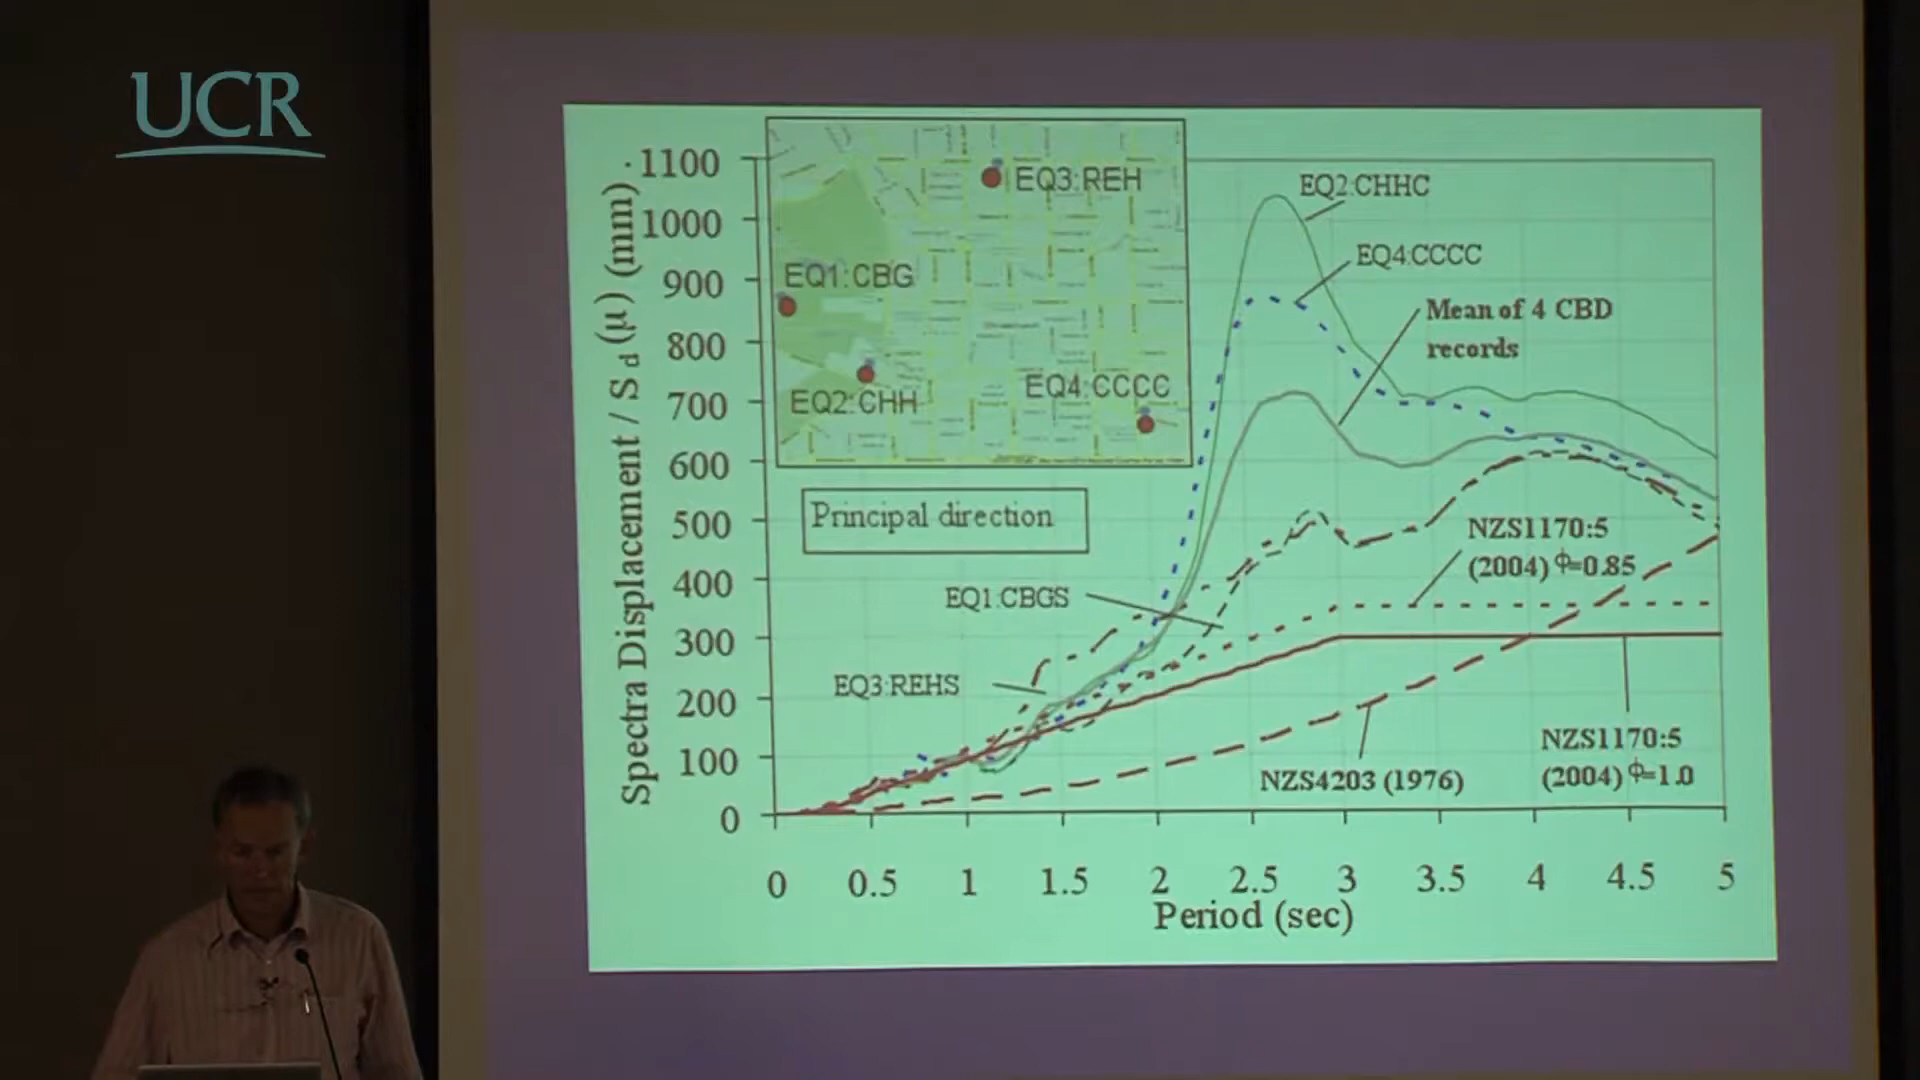 UCR
Spectra Displacement / S d (μ) (mm)
1100
1000
900
800
700
600
500
400
300
200
100
0
EQ3:REH
EQ1:CBG
EQ2:CHH
EQ4:CCCC
Principal direction
EQ2:CHHC
EQ4:CCCC
Mean of 4 CBD
records
NZS1170:5
(2004) Φ=0.85
EQ1:CBGS
EQ3:REHS
NZS4203 (1976)
NZS1170:5
(2004) Φ=1.0
0 0.5 1 1.5 2 2.5 3 3.5 4 4.5 5
Period (sec)